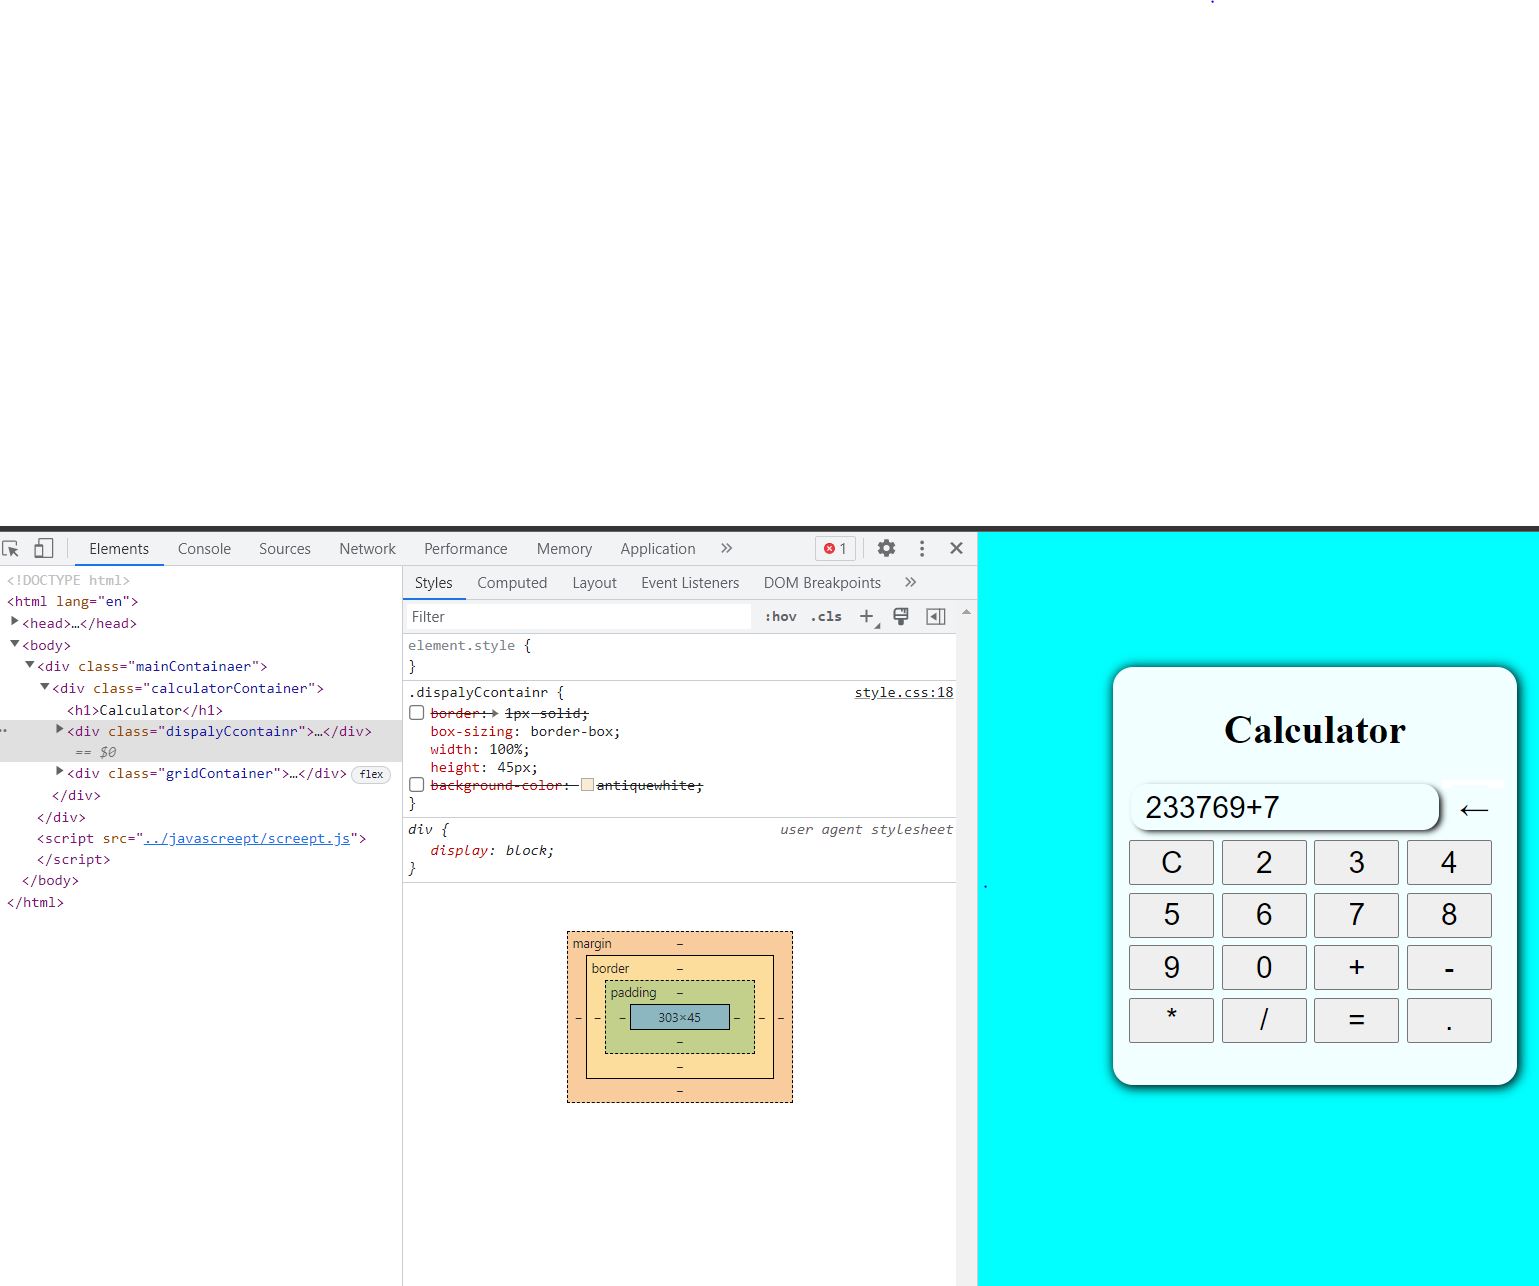 Elements Console Sources Network Performance Memory Application » 1
<!DOCTYPE html>
<html lang="en">
<head>…</head>
<body>
<div class="mainContainaer">
<div class="calculatorContainer">
<h1>Calculator</h1>
<div class="dispalyCcontainr">…</div>
== $0
<div class="gridContainer">…</div> flex
</div>
</div>
<script src="../javascreept/screept.js">
</script>
</body>
</html>
Styles Computed Layout Event Listeners DOM Breakpoints »
Filter :hov .cls +
element.style {
}
.dispalyCcontainr { style.css:18
border: 1px solid;
box-sizing: border-box;
width: 100%;
height: 45px;
background-color: antiquewhite;
}
div { user agent stylesheet
display: block;
}
margin –
border –
padding –
– – – 303×45 – – –
–
–
–
Calculator
233769+7 ←
C 2 3 4
5 6 7 8
9 0 + -
* / = .